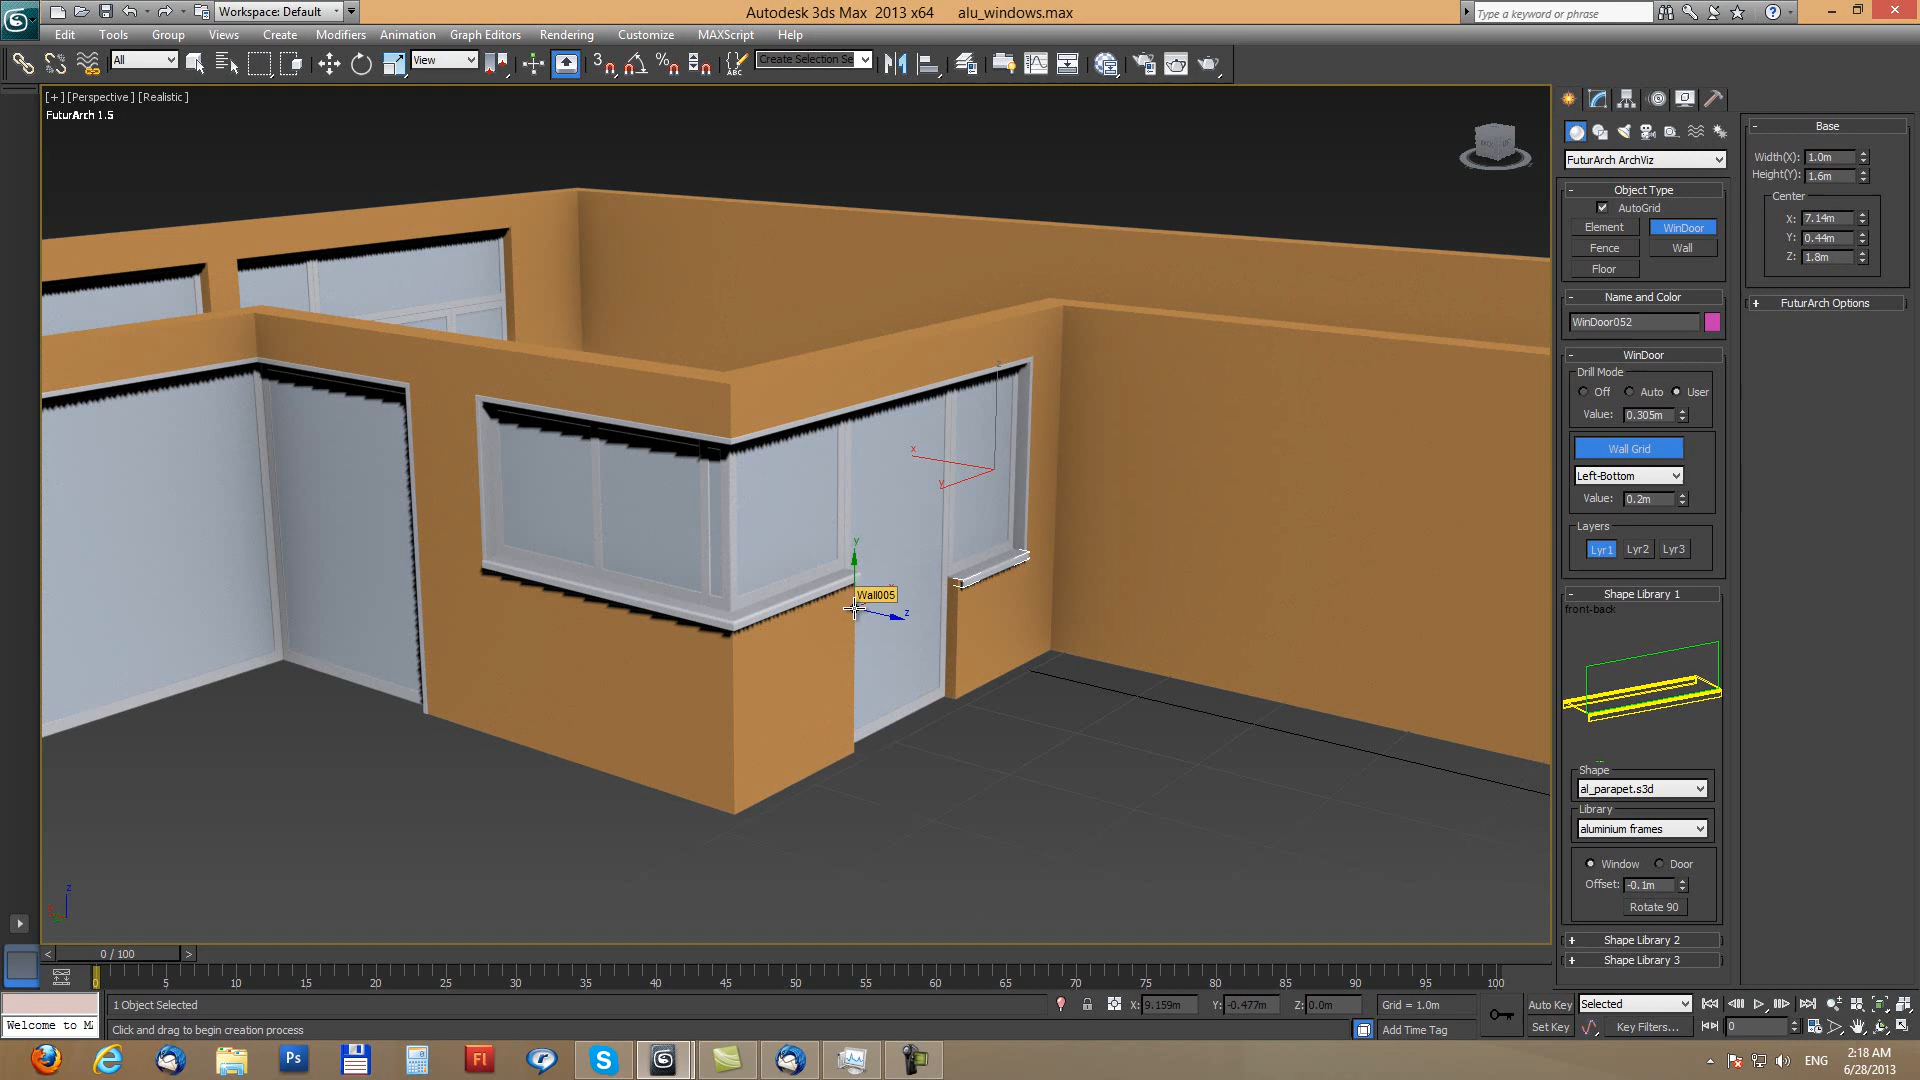 Workspace: Default
Autodesk 3ds Max 2013 x64 alu_windows.max
Type a keyword or phrase
Edit Tools Group Views Create Modifiers Animation Graph Editors Rendering Customize MAXScript Help
All
View
Create Selection Se
[+] [Perspective] [Realistic]
FuturArch 1.5
FuturArch ArchViz
Object Type
AutoGrid
Element WinDoor
Fence Wall
Floor
Name and Color
WinDoor052
WinDoor
Drill Mode
Off Auto User
Value: 0.305m
Wall Grid
Left-Bottom
Value: 0.2m
Layers
Lyr1 Lyr2 Lyr3
Shape Library 1
front-back
Shape
al_parapet.s3d
Library
aluminium frames
Window Door
Offset: -0.1m
Rotate 90
Shape Library 2
Shape Library 3
Base
Width(X): 1.0m
Height(Y): 1.6m
Center
X: 7.14m
Y: 0.44m
Z: 1.8m
FuturArch Options
z
x
y
y
Wall005
z
z
0 / 100
0 5 10 15 20 25 30 35 40 45 50 55 60 65 70 75 80 85 90 95 100
1 Object Selected
X: 9.159m Y: -0.477m Z: 0.0m Grid = 1.0m
Auto Key Selected
Welcome to M
Click and drag to begin creation process
Add Time Tag
Set Key Key Filters... 0
Ps
Fl
ENG
2:18 AM
6/28/2013